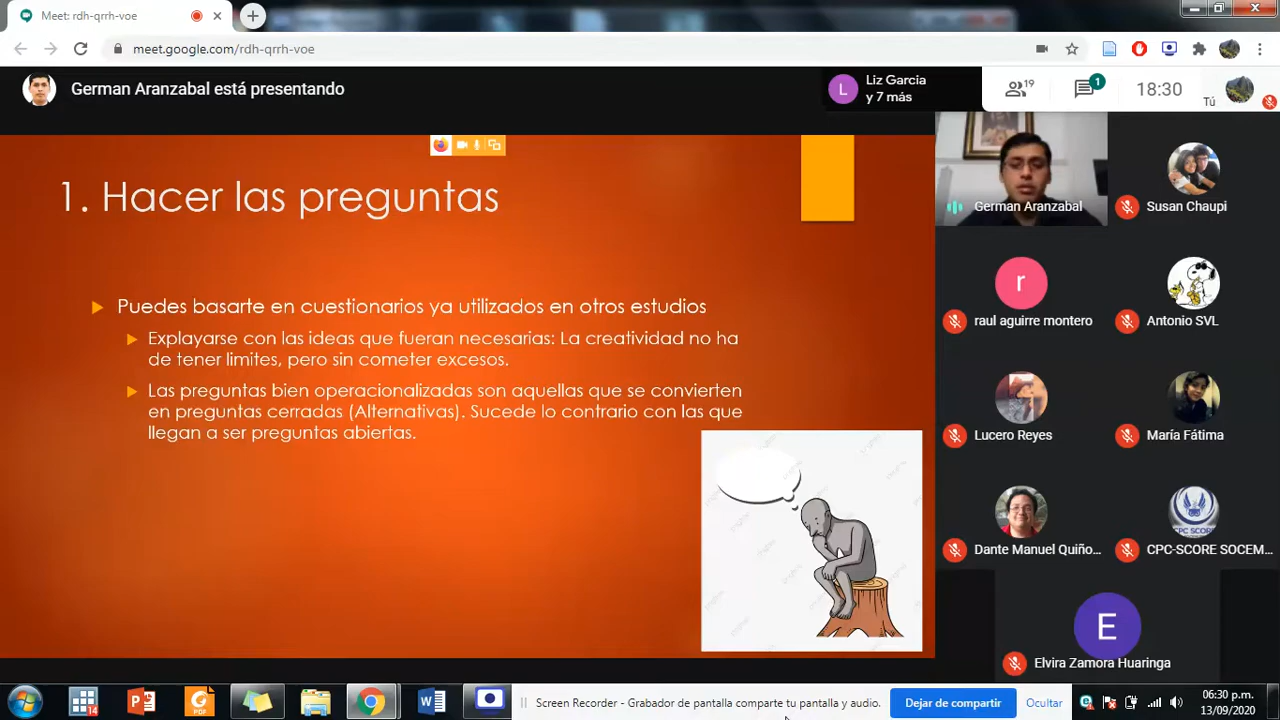 Meet: rdh-qrrh-voe
meet.google.com/rdh-qrrh-voe
German Aranzabal está presentando
L
Liz Garcia
y 7 más
19
1
18:30
Tú
1. Hacer las preguntas
Puedes basarte en cuestionarios ya utilizados en otros estudios
Explayarse con las ideas que fueran necesarias: La creatividad no ha
de tener limites, pero sin cometer excesos.
Las preguntas bien operacionalizadas son aquellas que se convierten
en preguntas cerradas (Alternativas). Sucede lo contrario con las que
llegan a ser preguntas abiertas.
German Aranzabal
Susan Chaupi
r
raul aguirre montero
Antonio SVL
Lucero Reyes
María Fátima
Dante Manuel Quiño...
CPC SCORE
CPC-SCORE SOCEM...
E
Elvira Zamora Huaringa
14
PDF
Screen Recorder - Grabador de pantalla comparte tu pantalla y audio.
Dejar de compartir
Ocultar
06:30 p.m.
13/09/2020